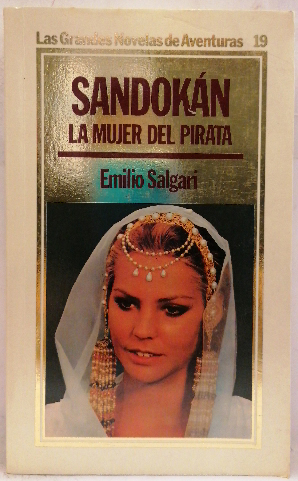 Las Grandes Novelas de Aventuras 19
SANDOKÁN
LA MUJER DEL PIRATA
Emilio Salgari